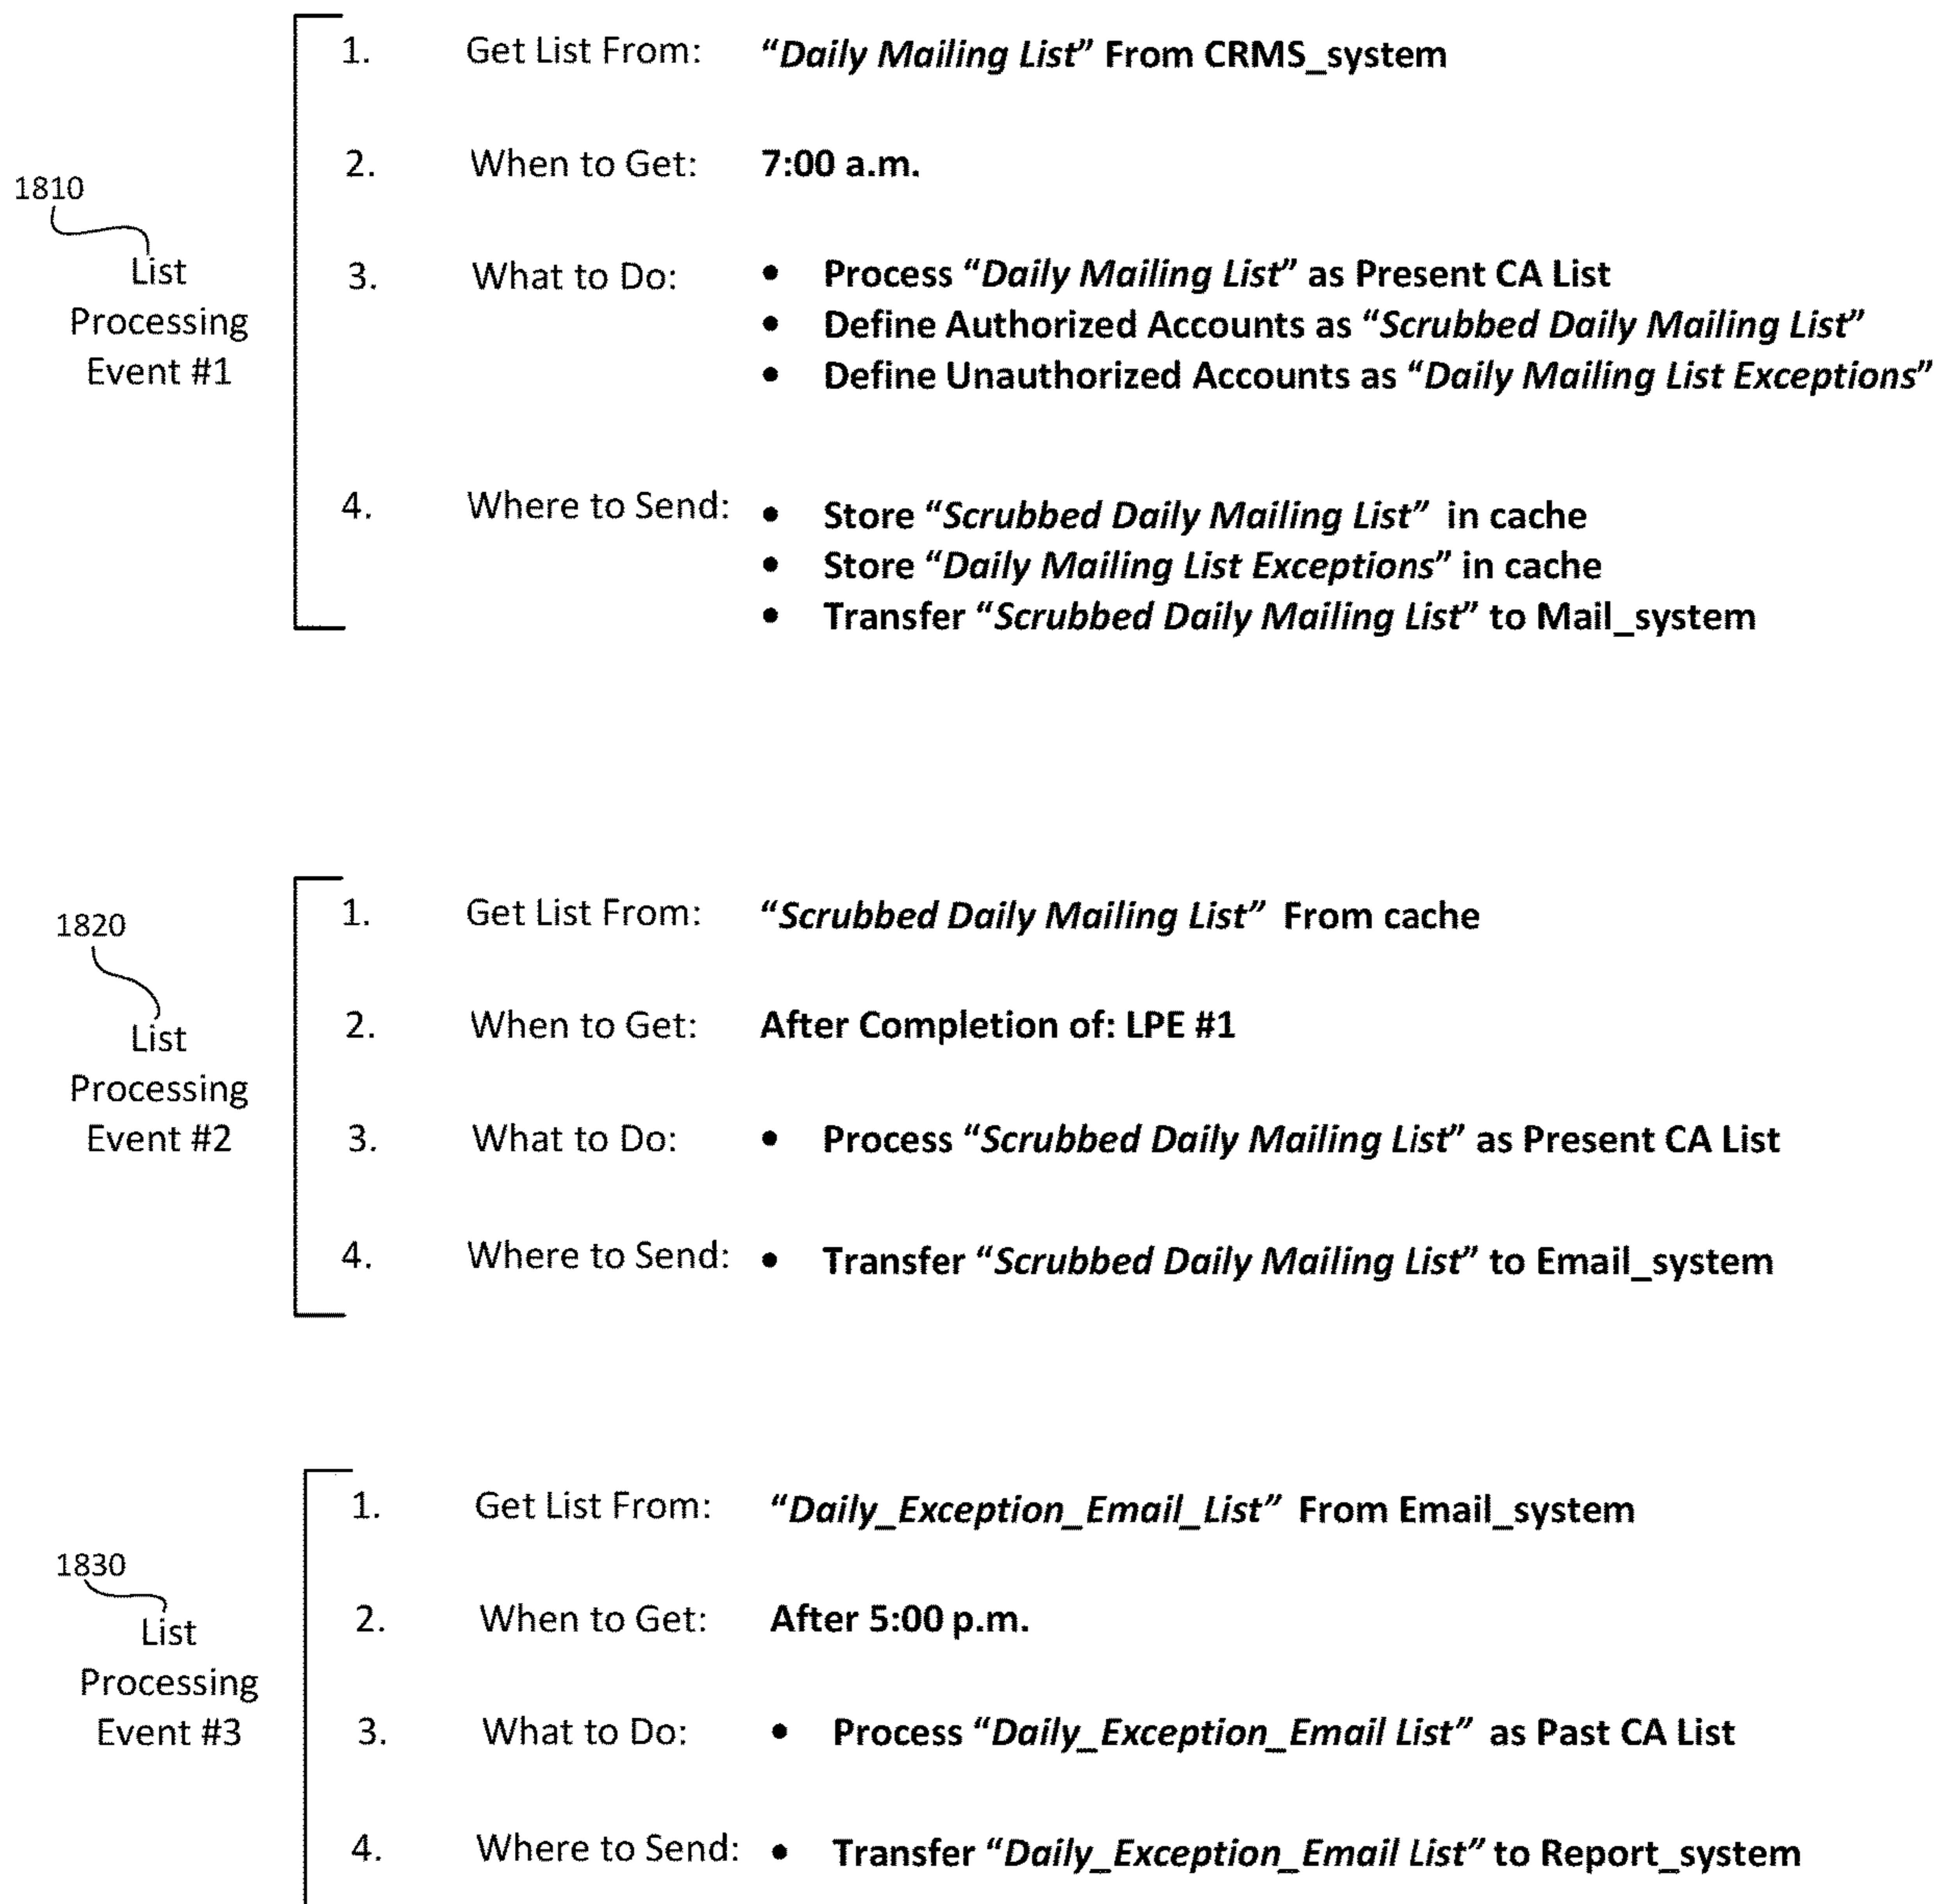 1. Get List From: “Daily Mailing List” From CRMS_system
2. When to Get: 7:00 a.m.
1810
List
Processing
Event #1
3. What to Do: • Process “Daily Mailing List” as Present CA List
• Define Authorized Accounts as “Scrubbed Daily Mailing List”
• Define Unauthorized Accounts as “Daily Mailing List Exceptions”
4. Where to Send: • Store “Scrubbed Daily Mailing List” in cache
• Store “Daily Mailing List Exceptions” in cache
• Transfer “Scrubbed Daily Mailing List” to Mail_system
1. Get List From: “Scrubbed Daily Mailing List” From cache
1820
List
Processing
Event #2
2. When to Get: After Completion of: LPE #1
3. What to Do: • Process “Scrubbed Daily Mailing List” as Present CA List
4. Where to Send: • Transfer “Scrubbed Daily Mailing List” to Email_system
1. Get List From: “Daily_Exception_Email_List” From Email_system
1830
List
Processing
Event #3
2. When to Get: After 5:00 p.m.
3. What to Do: • Process “Daily_Exception_Email List” as Past CA List
4. Where to Send: • Transfer “Daily_Exception_Email List” to Report_system